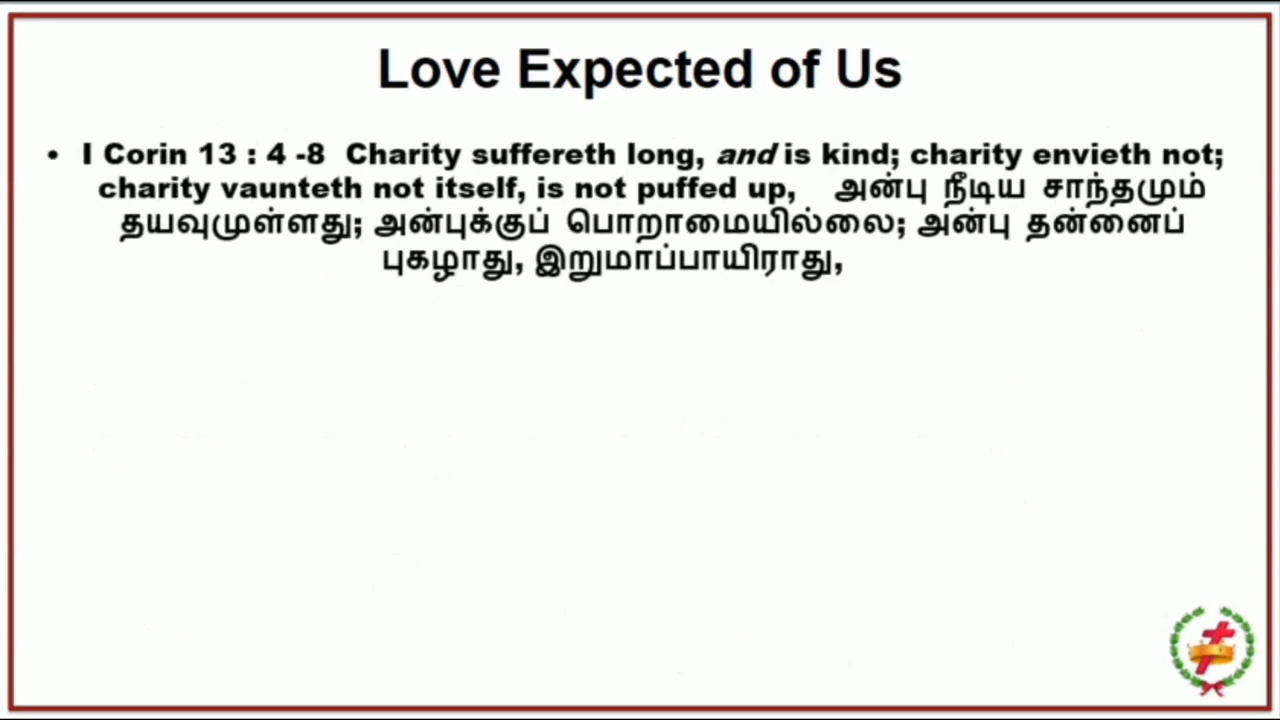 Love Expected of Us
• I Corin 13 : 4 -8 Charity suffereth long, and is kind; charity envieth not;
charity vaunteth not itself, is not puffed up, அன்பு நீடிய சாந்தமும்
தயவுமுள்ளது; அன்புக்குப் பொறாமையில்லை; அன்பு தன்னைப்
புகழாது, இறுமாப்பாயிராது,